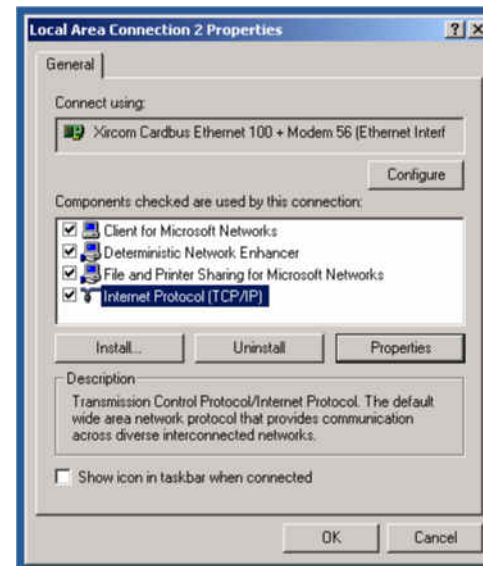 Local Area Connection 2 Properties
General
Connect using:
Xircom Cardbus Ethernet 100 + Modem 56 (Ethernet Interf
Configure
Components checked are used by this connection:
Client for Microsoft Networks
Deterministic Network Enhancer
File and Printer Sharing for Microsoft Networks
Internet Protocol (TCP/IP)
Install... Uninstall Properties
Description
Transmission Control Protocol/Internet Protocol. The default
wide area network protocol that provides communication
across diverse interconnected networks.
Show icon in taskbar when connected
OK Cancel